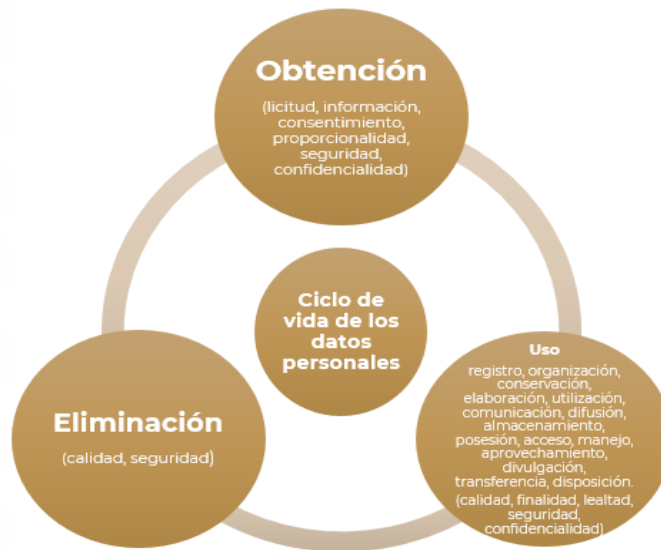 Obtención
(licitud, información,
consentimiento,
proporcionalidad,
seguridad,
confidencialidad)
Ciclo de
vida de los
datos
personales
Uso
registro, organización,
conservación,
elaboración, utilización,
comunicación, difusión,
almacenamiento,
posesión, acceso, manejo,
aprovechamiento,
divulgación,
transferencia, disposición.
(calidad, finalidad, lealtad,
seguridad,
confidencialidad)
Eliminación
(calidad, seguridad)